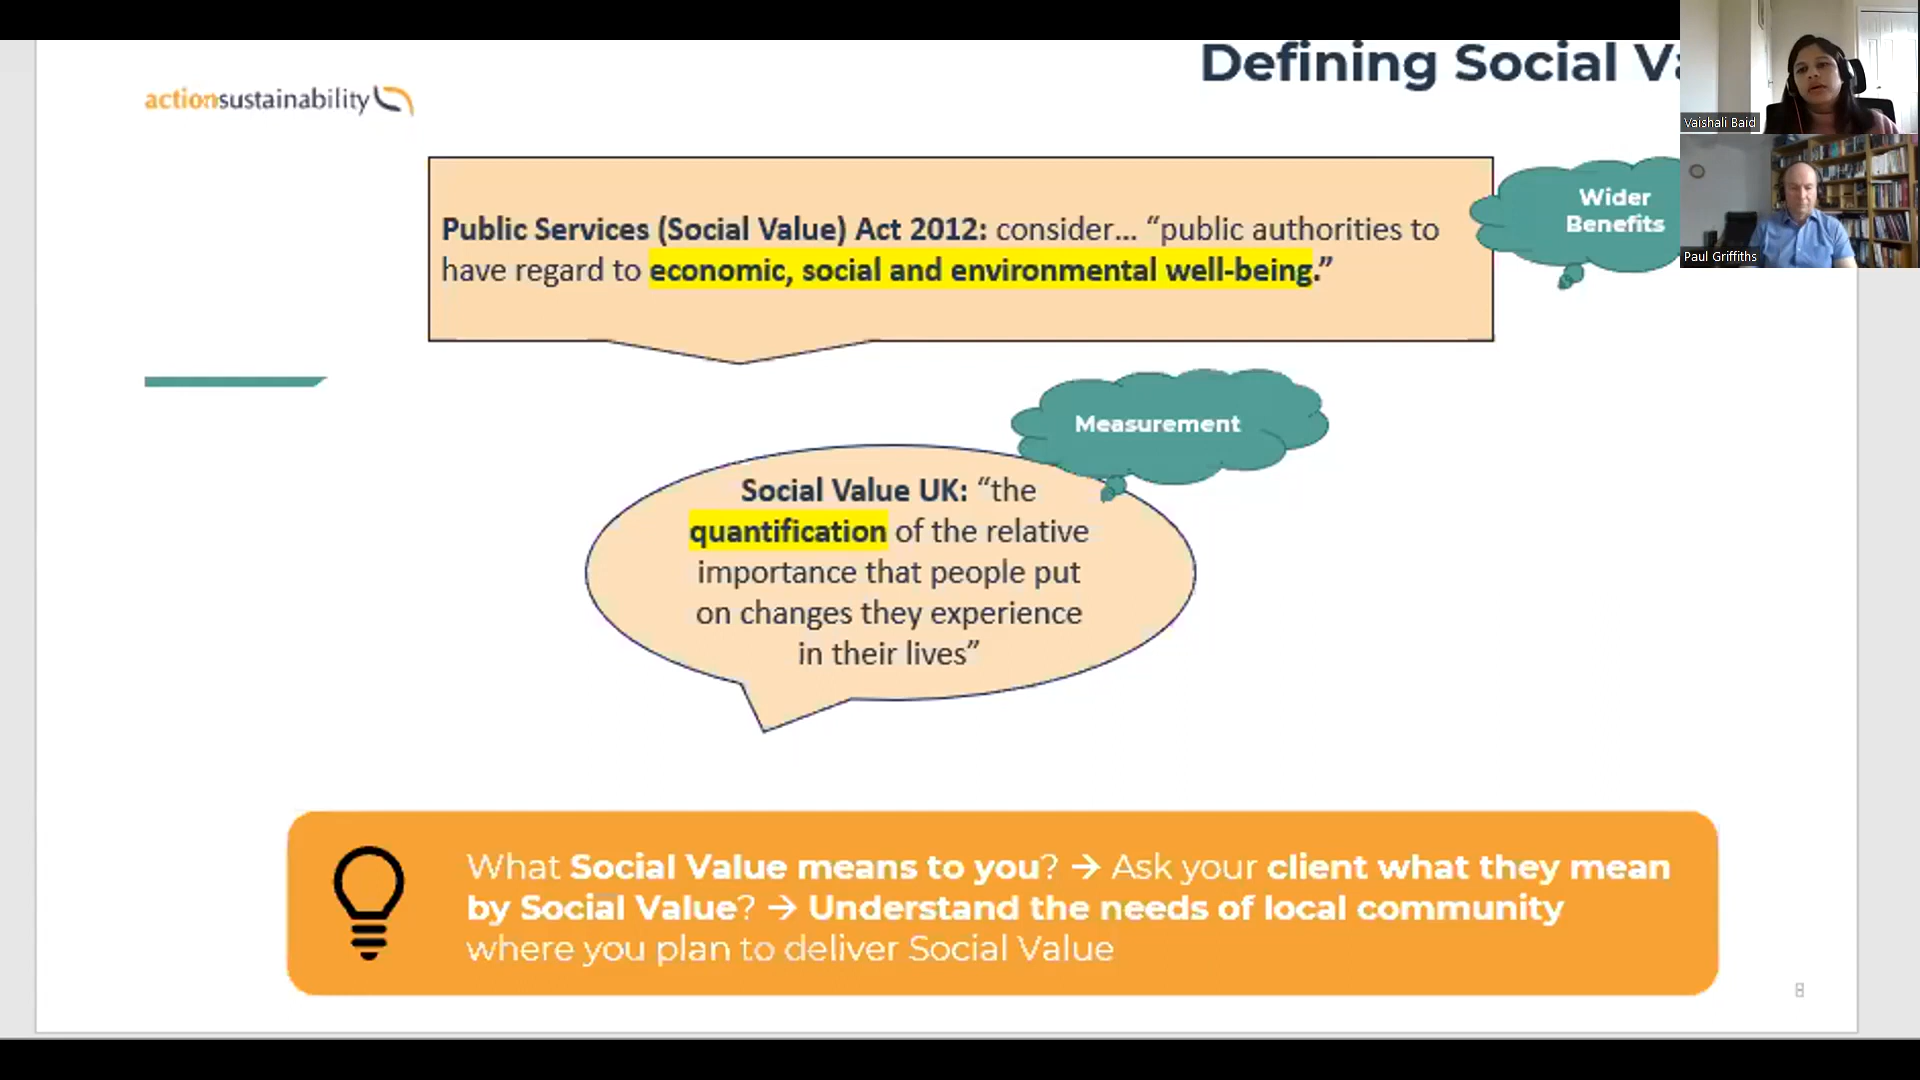 Defining Social V
Vaishali Baid
actionsustainability
Wider
Benefits
Paul Griffiths
Public Services (Social Value) Act 2012: consider... “public authorities to
have regard to economic, social and environmental well-being.”
Measurement
Social Value UK: “the
quantification of the relative
importance that people put
on changes they experience
in their lives”
What Social Value means to you? → Ask your client what they mean
by Social Value? → Understand the needs of local community
where you plan to deliver Social Value
8